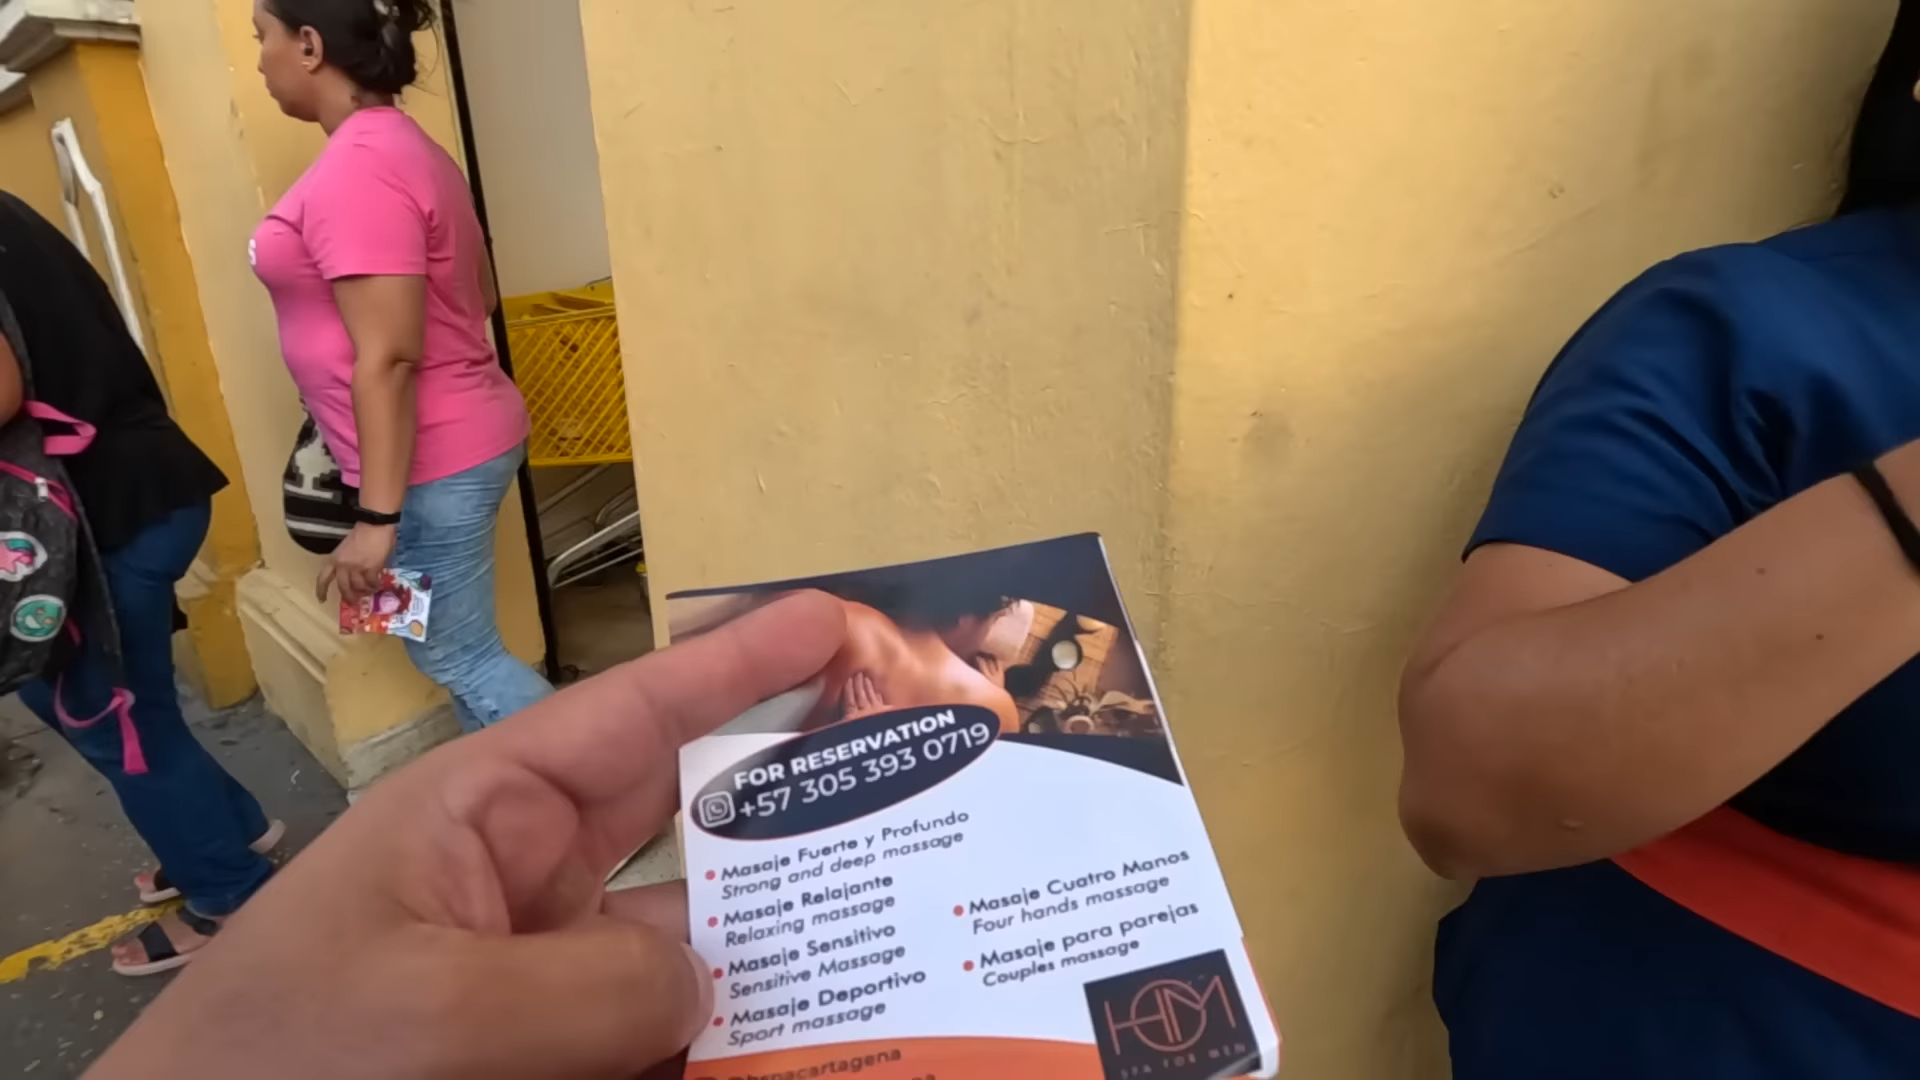 FOR RESERVATION
+57 305 393 0719
Masaje Fuerte y Profundo
Strong and deep massage
Masaje Relajante
Relaxing massage
Masaje Sensitivo
Sensitive Massage
Masaje Deportivo
Sport massage
Masaje Cuatro Manos
Four hands massage
Masaje para parejas
Couples massage
HOM
SPA FOR MEN